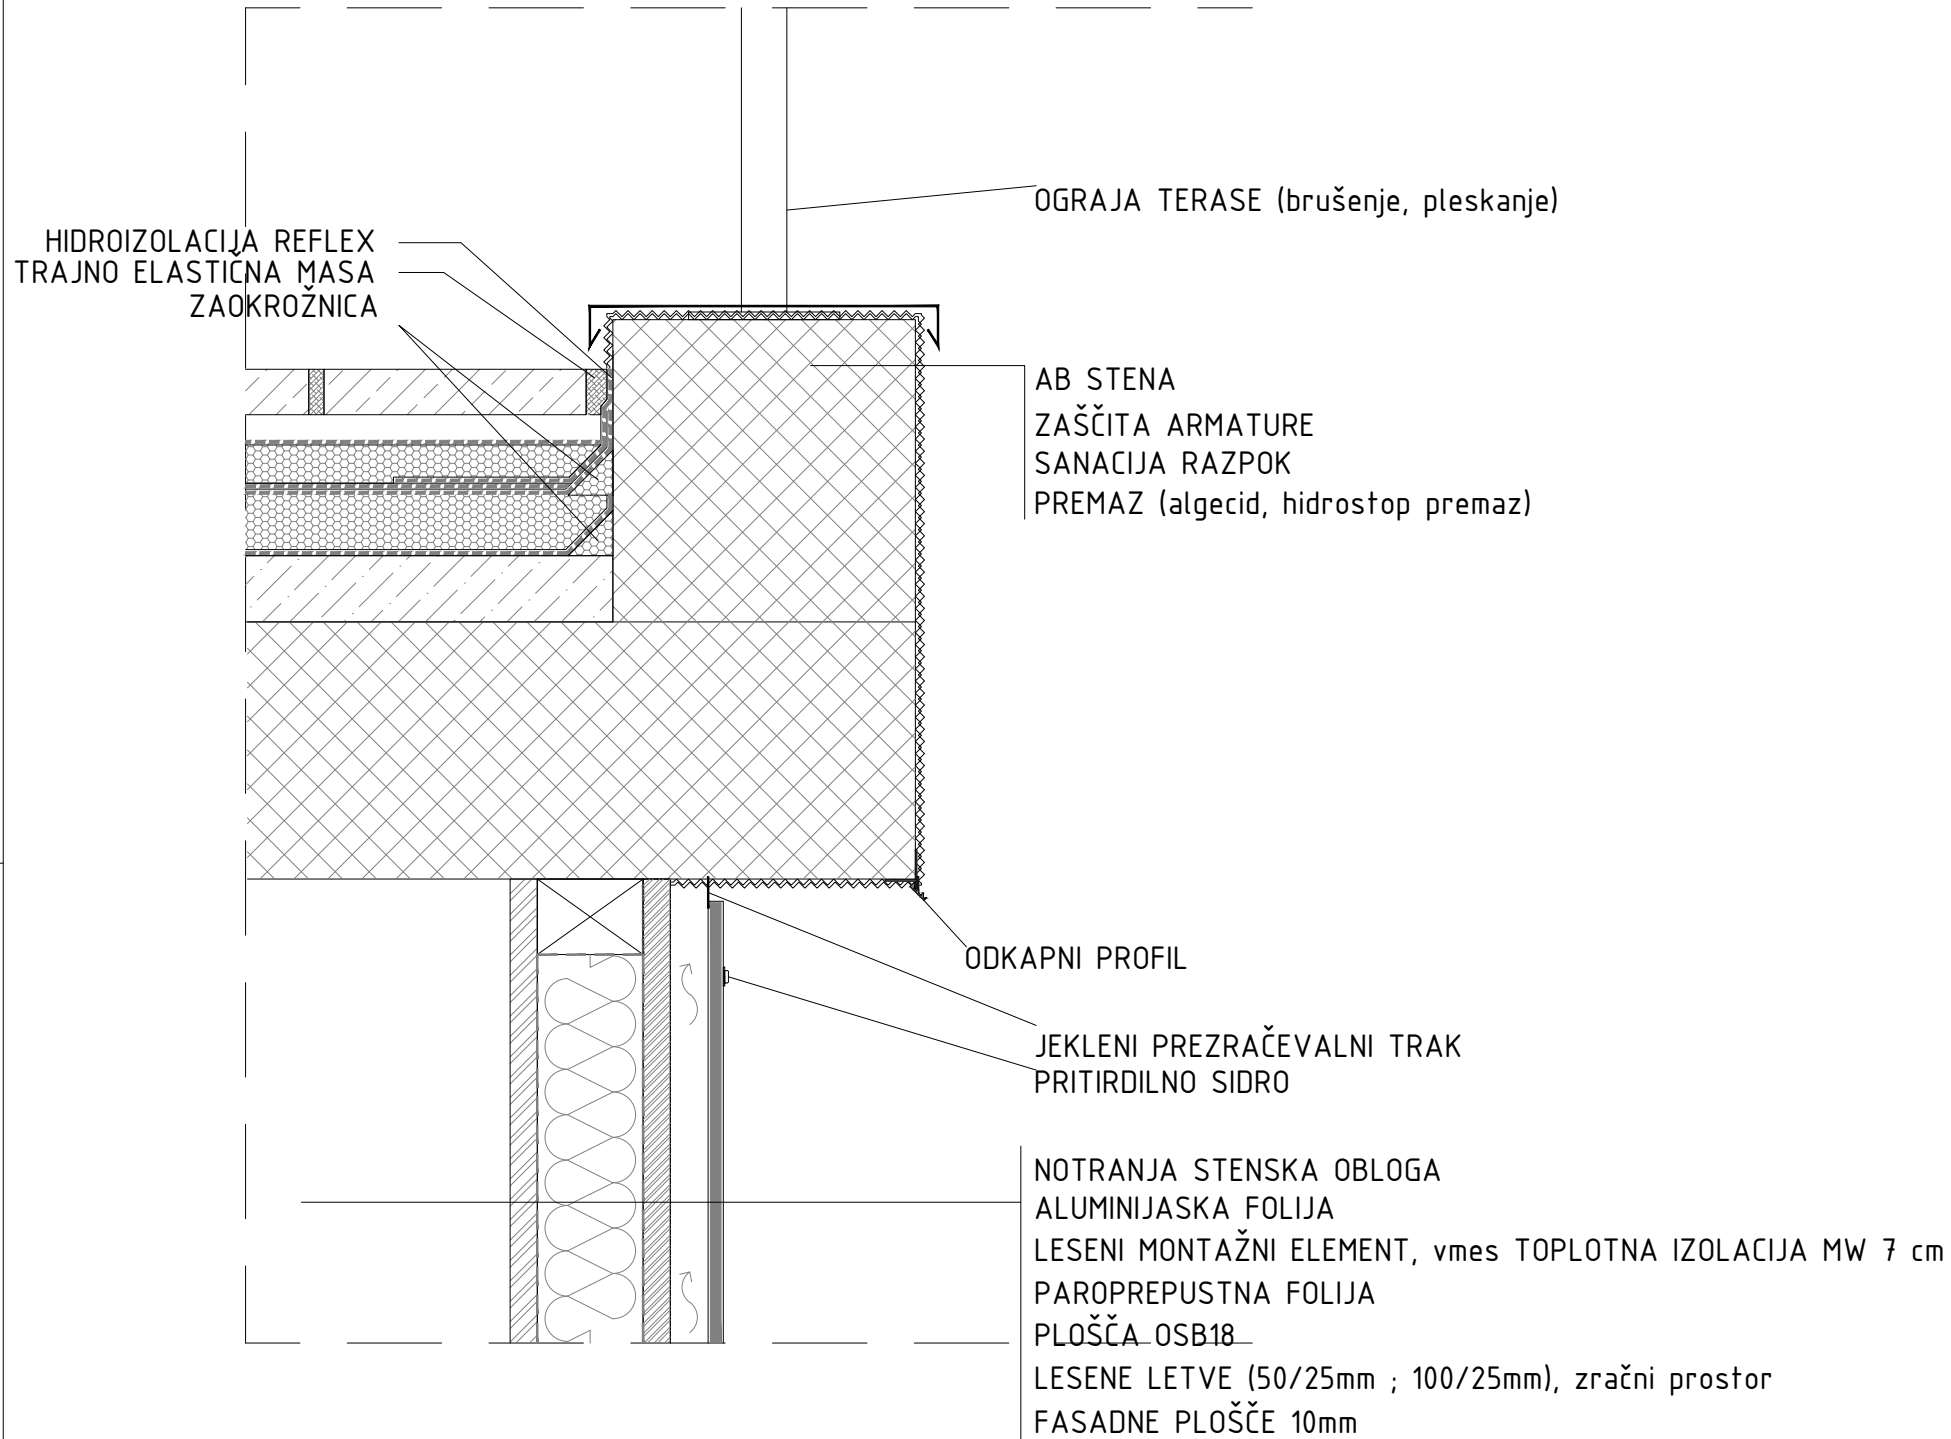 OGRAJA TERASE (brušenje, pleskanje)
HIDROIZOLACIJA REFLEX
TRAJNO ELASTIČNA MASA
ZAOKROŽNICA
AB STENA
ZAŠČITA ARMATURE
SANACIJA RAZPOK
PREMAZ (algecid, hidrostop premaz)
ODKAPNI PROFIL
JEKLENI PREZRAČEVALNI TRAK
PRITIRDILNO SIDRO
NOTRANJA STENSKA OBLOGA
ALUMINIJASKA FOLIJA
LESENI MONTAŽNI ELEMENT, vmes TOPLOTNA IZOLACIJA MW 7 cm
PAROPREPUSTNA FOLIJA
PLOŠČA OSB18
LESENE LETVE (50/25mm ; 100/25mm), zračni prostor
FASADNE PLOŠČE 10mm